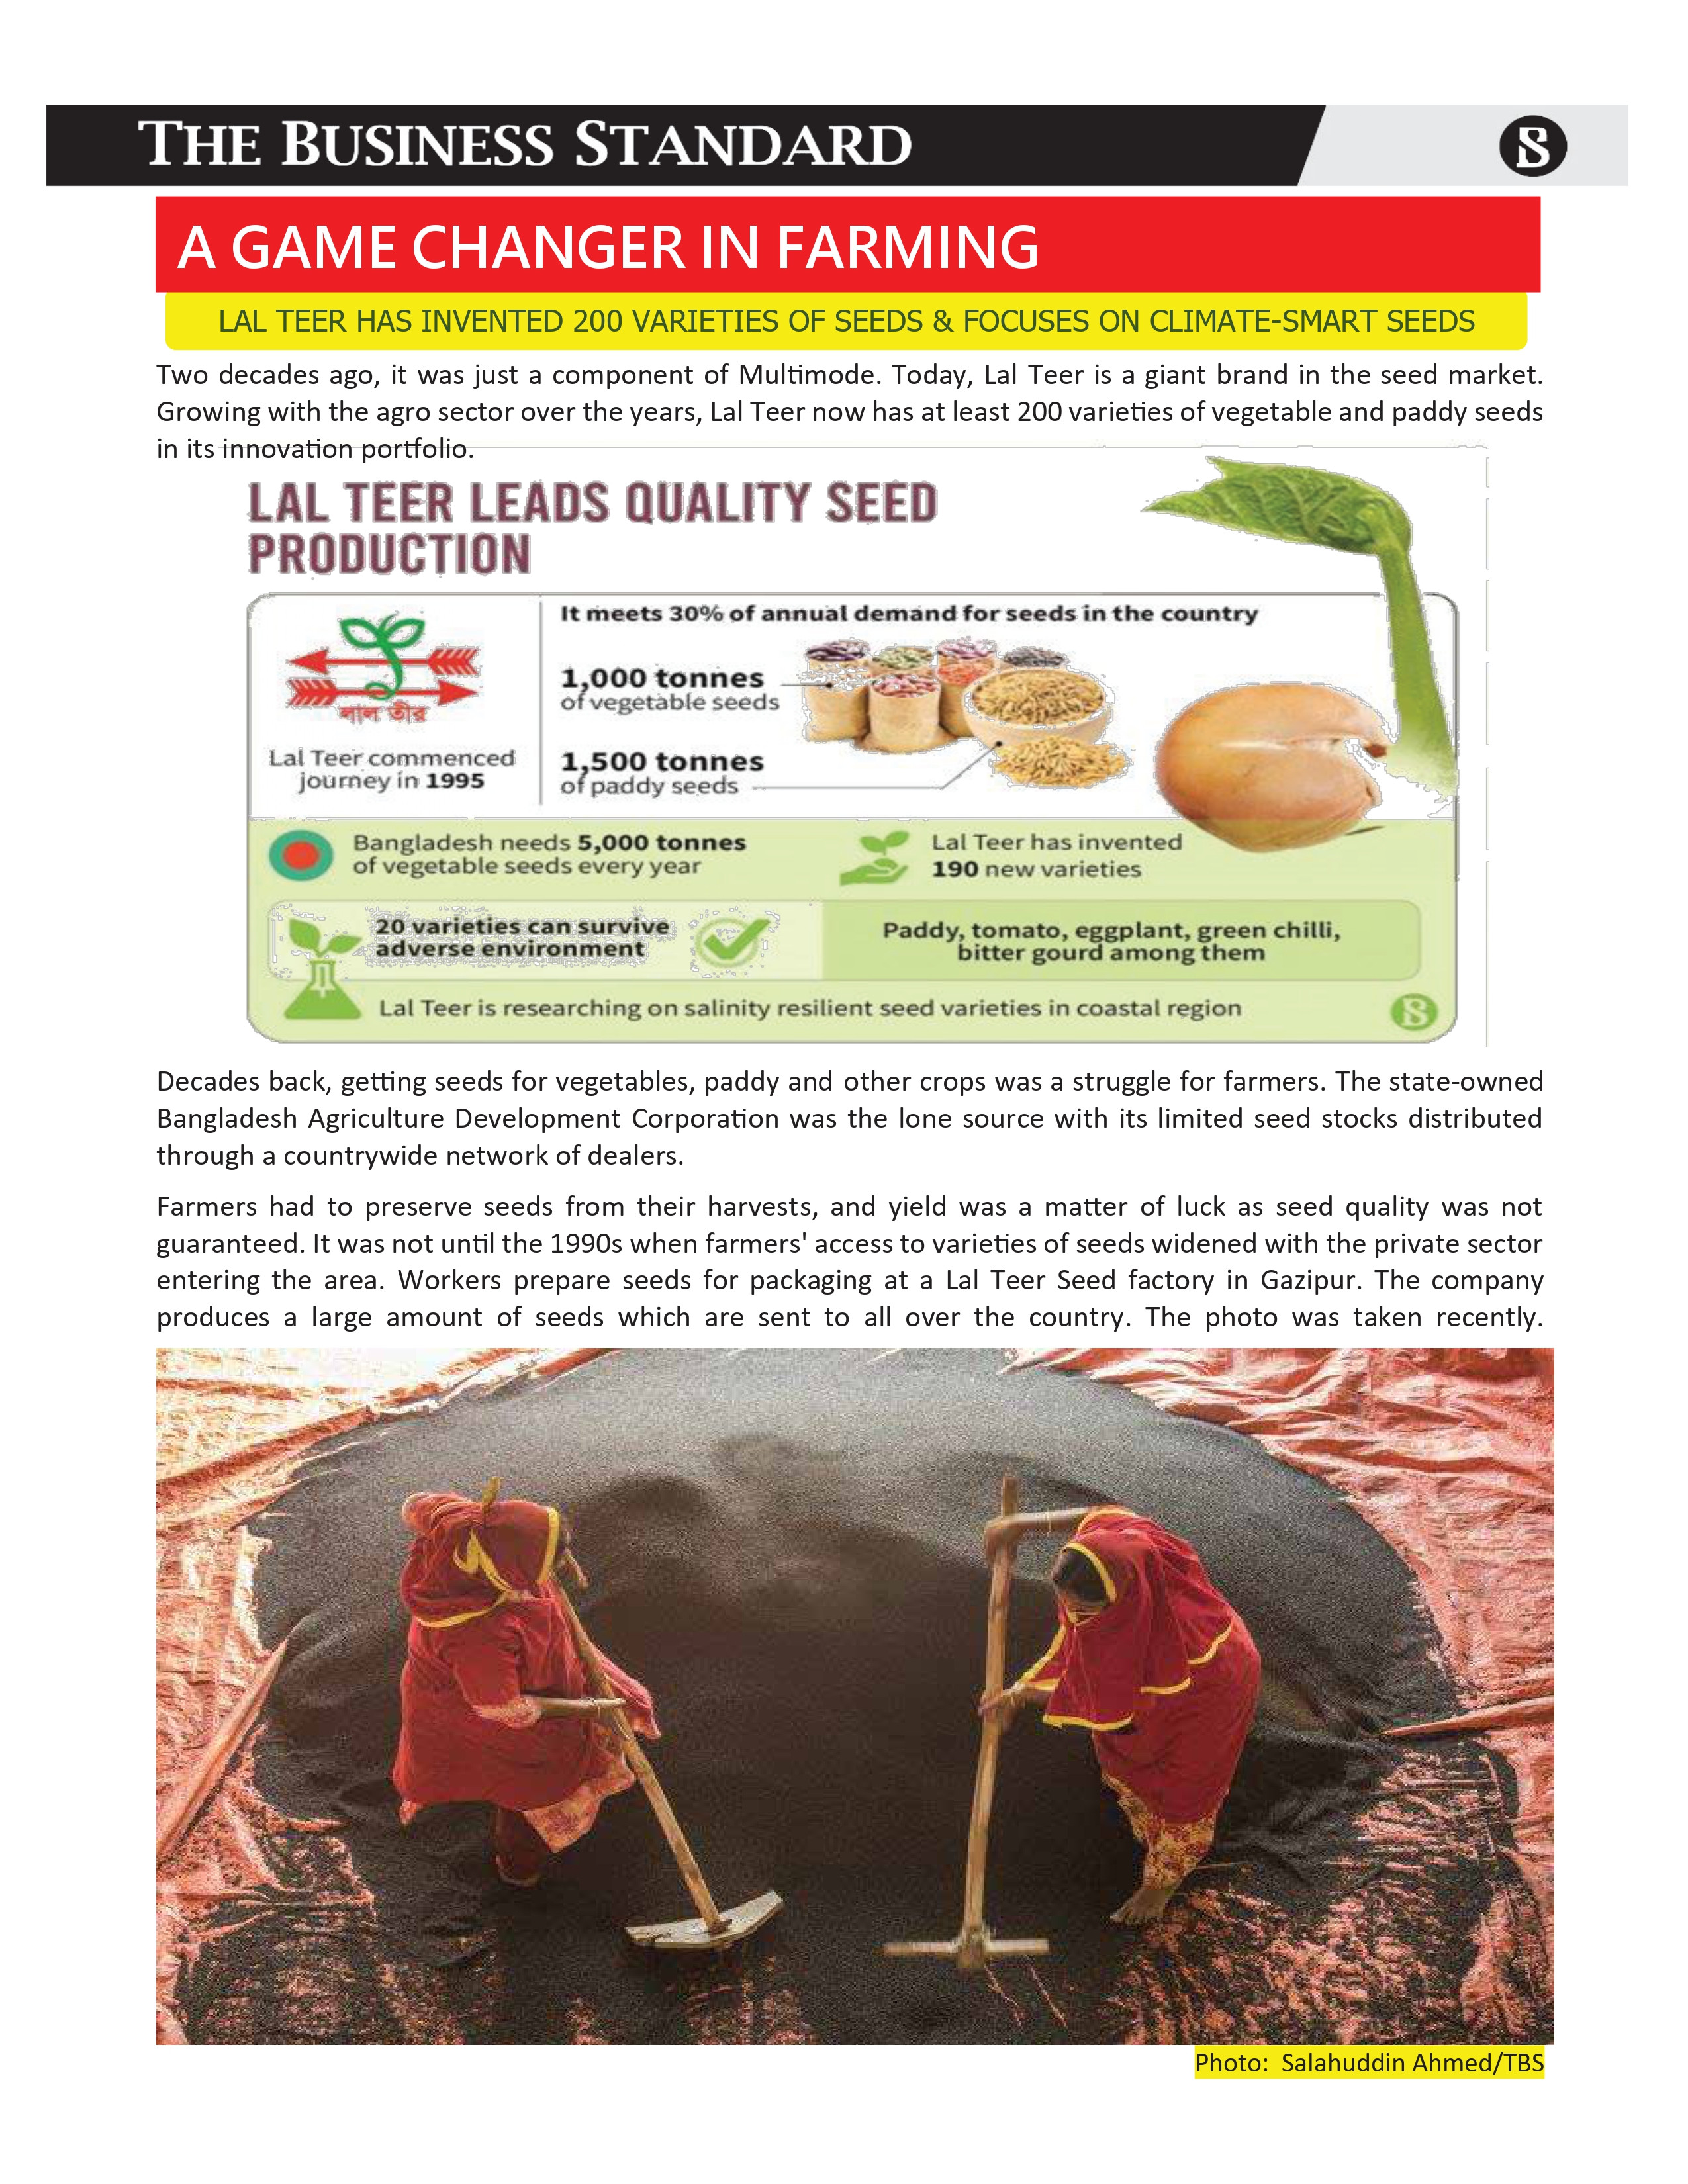 THE BUSINESS STANDARD
A GAME CHANGER IN FARMING
LAL TEER HAS INVENTED 200 VARIETIES OF SEEDS & FOCUSES ON CLIMATE-SMART SEEDS
Two decades ago, it was just a component of Multimode. Today, Lal Teer is a giant brand in the seed market.
Growing with the agro sector over the years, Lal Teer now has at least 200 varieties of vegetable and paddy seeds
in its innovation portfolio.
LAL TEER LEADS QUALITY SEED
PRODUCTION
লাল তীর
Lal Teer commenced
journey in 1995
It meets 30% of annual demand for seeds in the country
1,000 tonnes
of vegetable seeds
1,500 tonnes
of paddy seeds
Bangladesh needs 5,000 tonnes
of vegetable seeds every year
Lal Teer has invented
190 new varieties
20 varieties can survive
adverse environment
Paddy, tomato, eggplant, green chilli,
bitter gourd among them
Lal Teer is researching on salinity resilient seed varieties in coastal region
Decades back, getting seeds for vegetables, paddy and other crops was a struggle for farmers. The state-owned
Bangladesh Agriculture Development Corporation was the lone source with its limited seed stocks distributed
through a countrywide network of dealers.
Farmers had to preserve seeds from their harvests, and yield was a matter of luck as seed quality was not
guaranteed. It was not until the 1990s when farmers' access to varieties of seeds widened with the private sector
entering the area. Workers prepare seeds for packaging at a Lal Teer Seed factory in Gazipur. The company
produces a large amount of seeds which are sent to all over the country. The photo was taken recently.
Photo: Salahuddin Ahmed/TBS